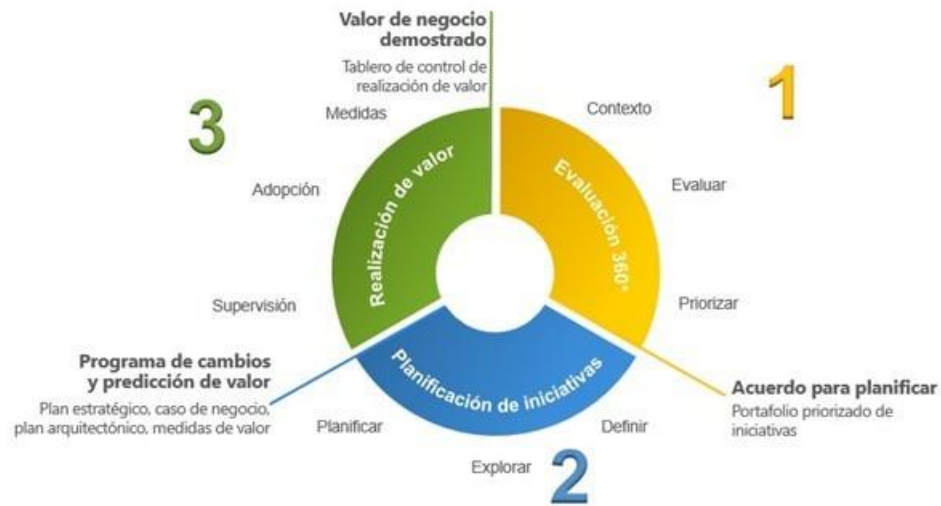 Valor de negocio
demostrado
Tablero de control de
realización de valor
1
Contexto
Evaluar
Priorizar
Evaluación 360°
Acuerdo para planificar
Portafolio priorizado de
iniciativas
2
Definir
Explorar
Planificar
Planificación de iniciativas
Programa de cambios
y predicción de valor
Plan estratégico, caso de negocio,
plan arquitectónico, medidas de valor
3
Supervisión
Adopción
Medidas
Realización de valor